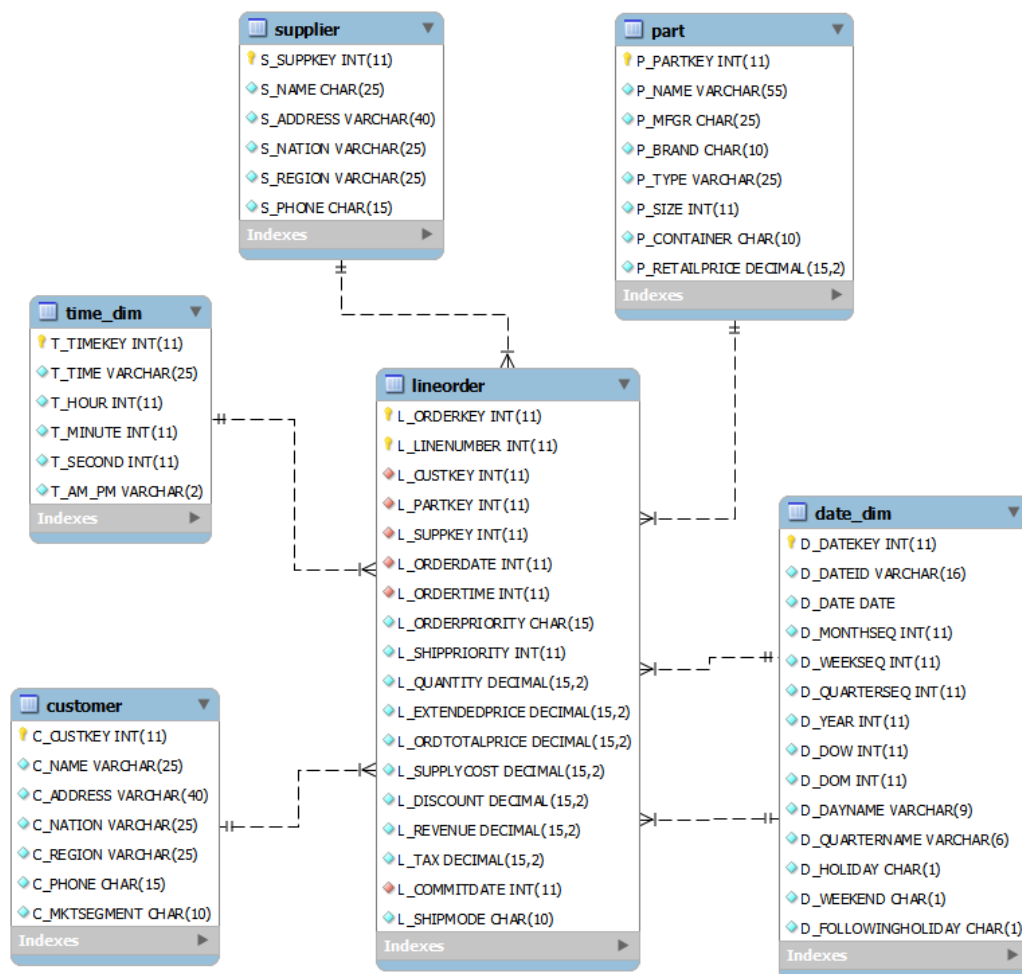 supplier
S_SUPPKEY INT(11)
S_NAME CHAR(25)
S_ADDRESS VARCHAR(40)
S_NATION VARCHAR(25)
S_REGION VARCHAR(25)
S_PHONE CHAR(15)
Indexes
part
P_PARTKEY INT(11)
P_NAME VARCHAR(55)
P_MFGR CHAR(25)
P_BRAND CHAR(10)
P_TYPE VARCHAR(25)
P_SIZE INT(11)
P_CONTAINER CHAR(10)
P_RETAILPRICE DECIMAL(15,2)
Indexes
time_dim
T_TIMEKEY INT(11)
T_TIME VARCHAR(25)
T_HOUR INT(11)
T_MINUTE INT(11)
T_SECOND INT(11)
T_AM_PM VARCHAR(2)
Indexes
lineorder
L_ORDERKEY INT(11)
L_LINENUMBER INT(11)
L_CUSTKEY INT(11)
L_PARTKEY INT(11)
L_SUPPKEY INT(11)
L_ORDERDATE INT(11)
L_ORDERTIME INT(11)
L_ORDERPRIORITY CHAR(15)
L_SHIPPRIORITY INT(11)
L_QUANTITY DECIMAL(15,2)
L_EXTENDEDPRICE DECIMAL(15,2)
L_ORDTOTALPRICE DECIMAL(15,2)
L_SUPPLYCOST DECIMAL(15,2)
L_DISCOUNT DECIMAL(15,2)
L_REVENUE DECIMAL(15,2)
L_TAX DECIMAL(15,2)
L_COMMITDATE INT(11)
L_SHIPMODE CHAR(10)
Indexes
date_dim
D_DATEKEY INT(11)
D_DATEID VARCHAR(16)
D_DATE DATE
D_MONTHSEQ INT(11)
D_WEEKSEQ INT(11)
D_QUARTERSEQ INT(11)
D_YEAR INT(11)
D_DOW INT(11)
D_DOM INT(11)
D_DAYNAME VARCHAR(9)
D_QUARTERNAME VARCHAR(6)
D_HOLIDAY CHAR(1)
D_WEEKEND CHAR(1)
D_FOLLOWINGHOLIDAY CHAR(1)
Indexes
customer
C_CUSTKEY INT(11)
C_NAME VARCHAR(25)
C_ADDRESS VARCHAR(40)
C_NATION VARCHAR(25)
C_REGION VARCHAR(25)
C_PHONE CHAR(15)
C_MKTSEGMENT CHAR(10)
Indexes